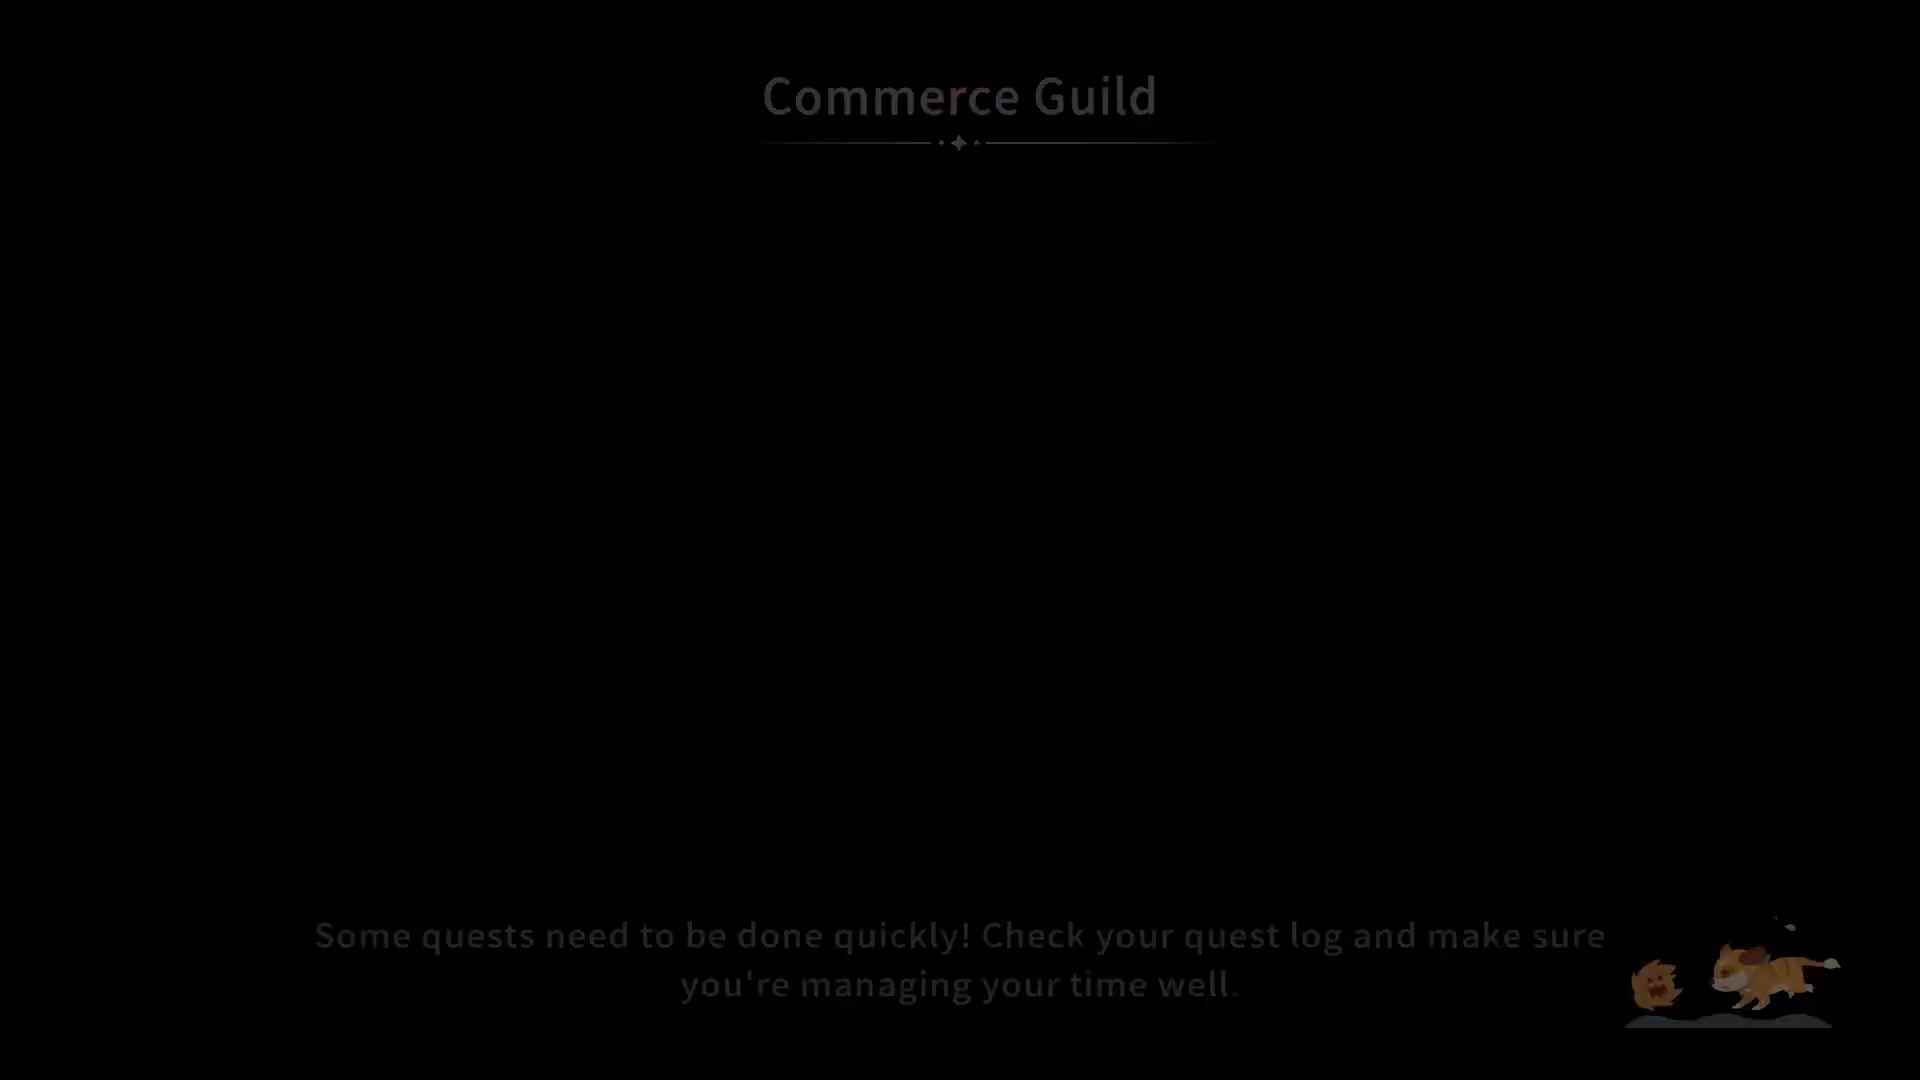 Commerce Guild
Some quests need to be done quickly! Check your quest log and make sure
you're managing your time well.